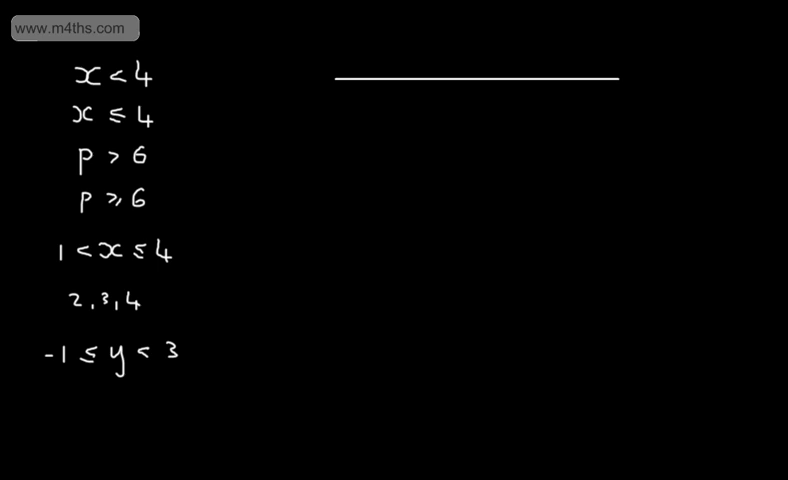 www.m4ths.com
x < 4
x ≤ 4
p > 6
p ≥ 6
1 < x ≤ 4
2, 3, 4
-1 ≤ y < 3